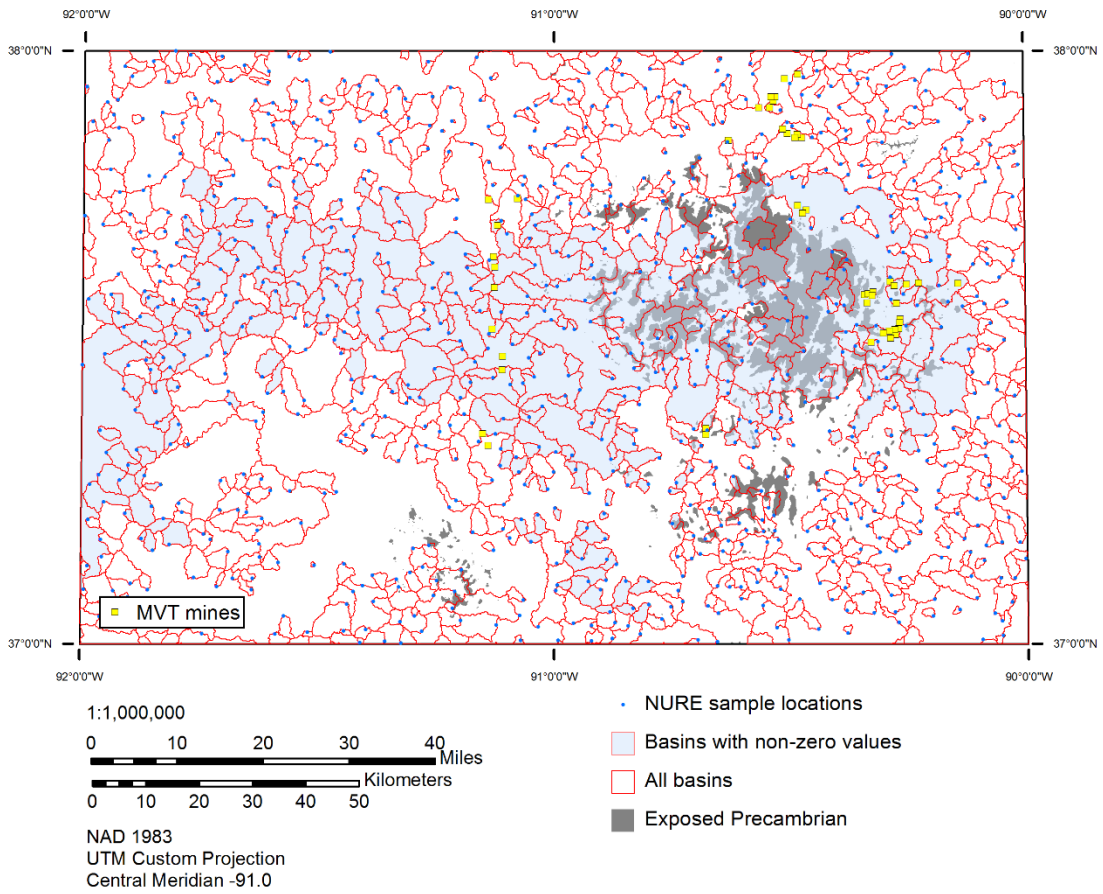 92°0'0"W 91°0'0"W 90°0'0"W
38°0'0"N 38°0'0"N
MVT mines
37°0'0"N 37°0'0"N
92°0'0"W 91°0'0"W 90°0'0"W
1:1,000,000
0 10 20 30 40
Miles
Kilometers
0 10 20 30 40 50
NAD 1983
UTM Custom Projection
Central Meridian -91.0
NURE sample locations
Basins with non-zero values
All basins
Exposed Precambrian